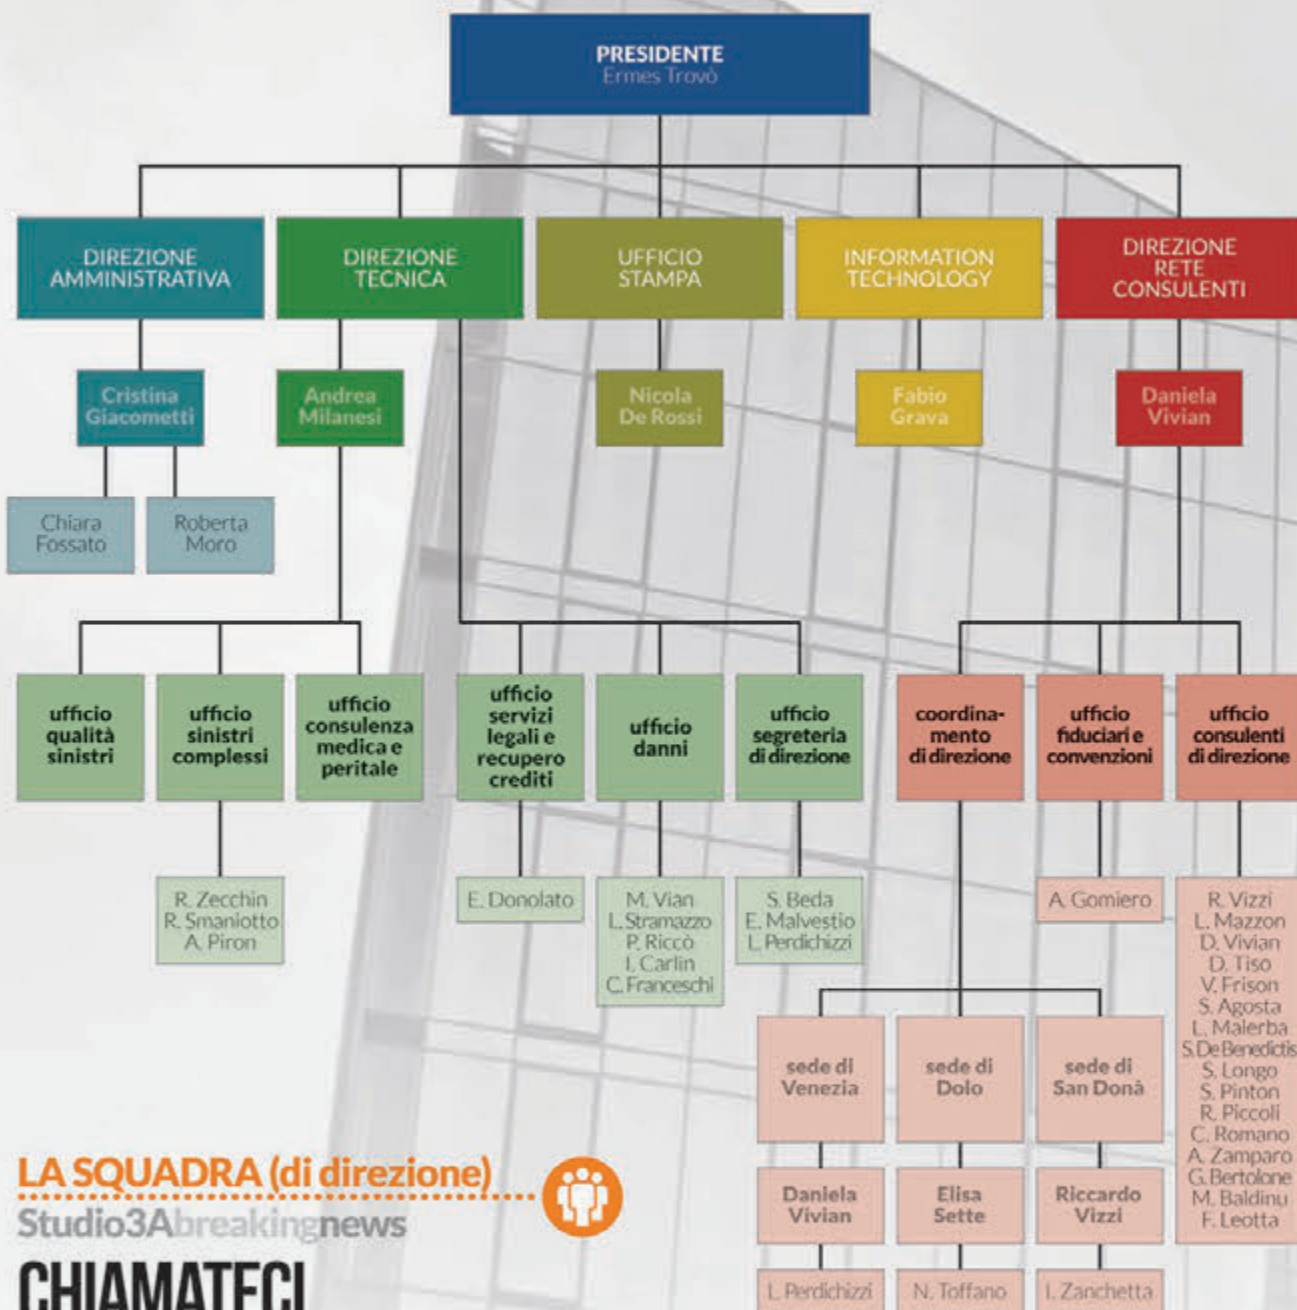 PRESIDENTE
Ermes Trovò
DIREZIONE
AMMINISTRATIVA
DIREZIONE
TECNICA
UFFICIO
STAMPA
INFORMATION
TECHNOLOGY
DIREZIONE
RETE
CONSULENTI
Cristina
Giacometti
Andrea
Milanesi
Nicola
De Rossi
Fabio
Grava
Daniela
Vivian
Chiara
Fossato
Roberta
Moro
ufficio
qualità
sinistri
ufficio
sinistri
complessi
ufficio
consulenza
medica e
peritale
ufficio
servizi
legali e
recupero
crediti
ufficio
danni
ufficio
segreteria
di direzione
coordina-
mento
di direzione
ufficio
fiduciari e
convenzioni
ufficio
consulenti
di direzione
R. Zecchin
R. Smaniotto
A. Piron
E. Donolato
M. Vian
L. Stramazzo
P. Riccò
I. Carlin
C. Franceschi
S. Beda
E. Malvestio
L. Perdichizzi
A. Gomiero
R. Vizzi
L. Mazzon
D. Vivian
D. Tiso
V. Frison
S. Agosta
L. Malerba
S. De Benedictis
S. Longo
S. Pinton
R. Piccoli
C. Romano
A. Zamparo
G. Bertolone
M. Baldinu
F. Leotta
sede di
Venezia
sede di
Dolo
sede di
San Donà
Daniela
Vivian
Elisa
Sette
Riccardo
Vizzi
L. Perdichizzi
N. Toffano
I. Zanchetta
LA SQUADRA (di direzione)
Studio3Abreakingnews
CHIAMATECI